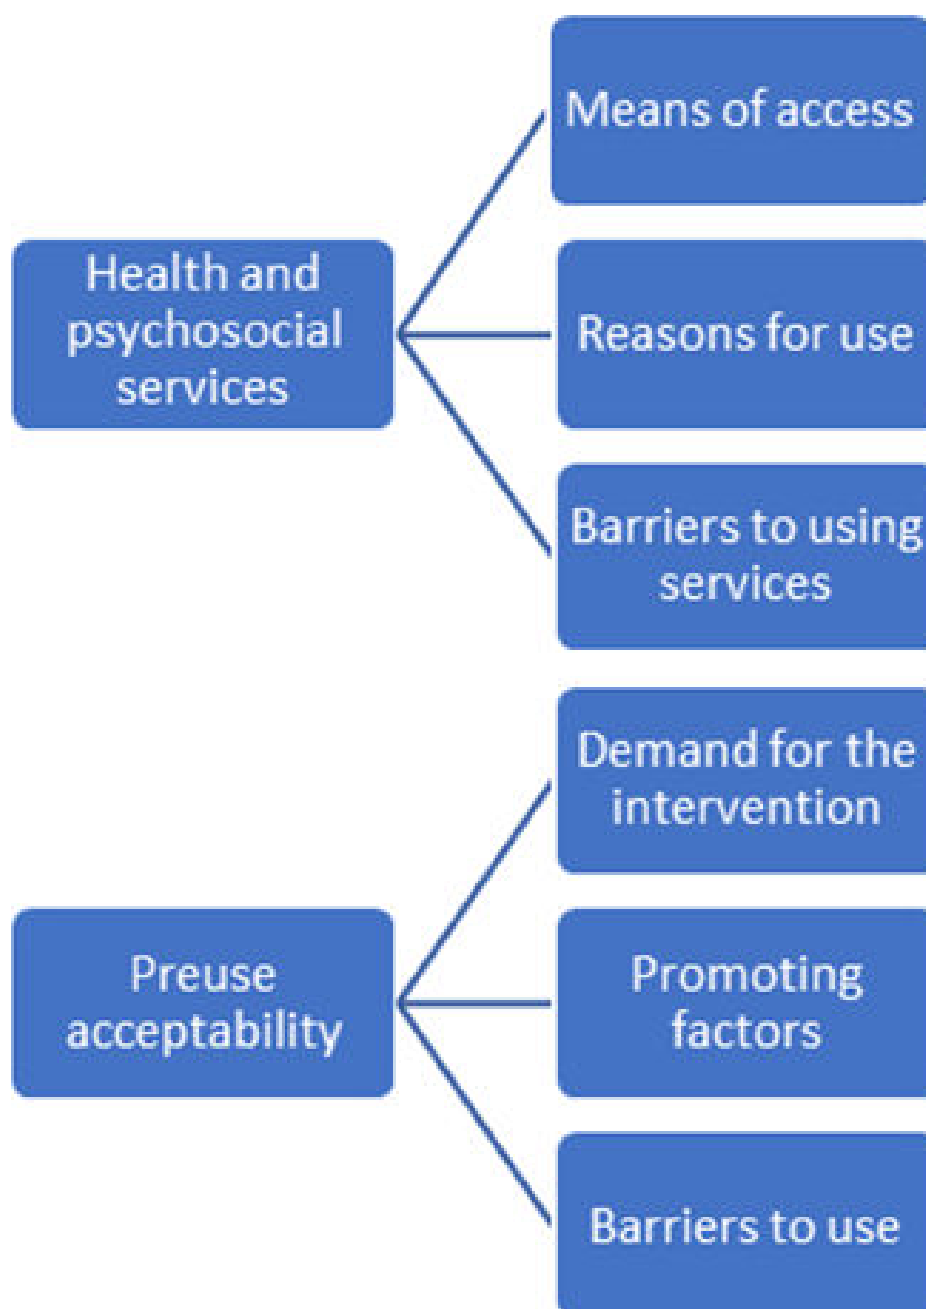 Health and
psychosocial
services
Means of access
Reasons for use
Barriers to using
services
Preuse
acceptability
Demand for the
intervention
Promoting
factors
Barriers to use